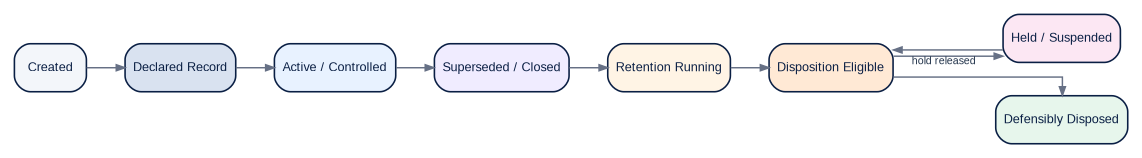 Created
Declared Record
Active / Controlled
Superseded / Closed
Retention Running
Disposition Eligible
Held / Suspended
hold released
Defensibly Disposed